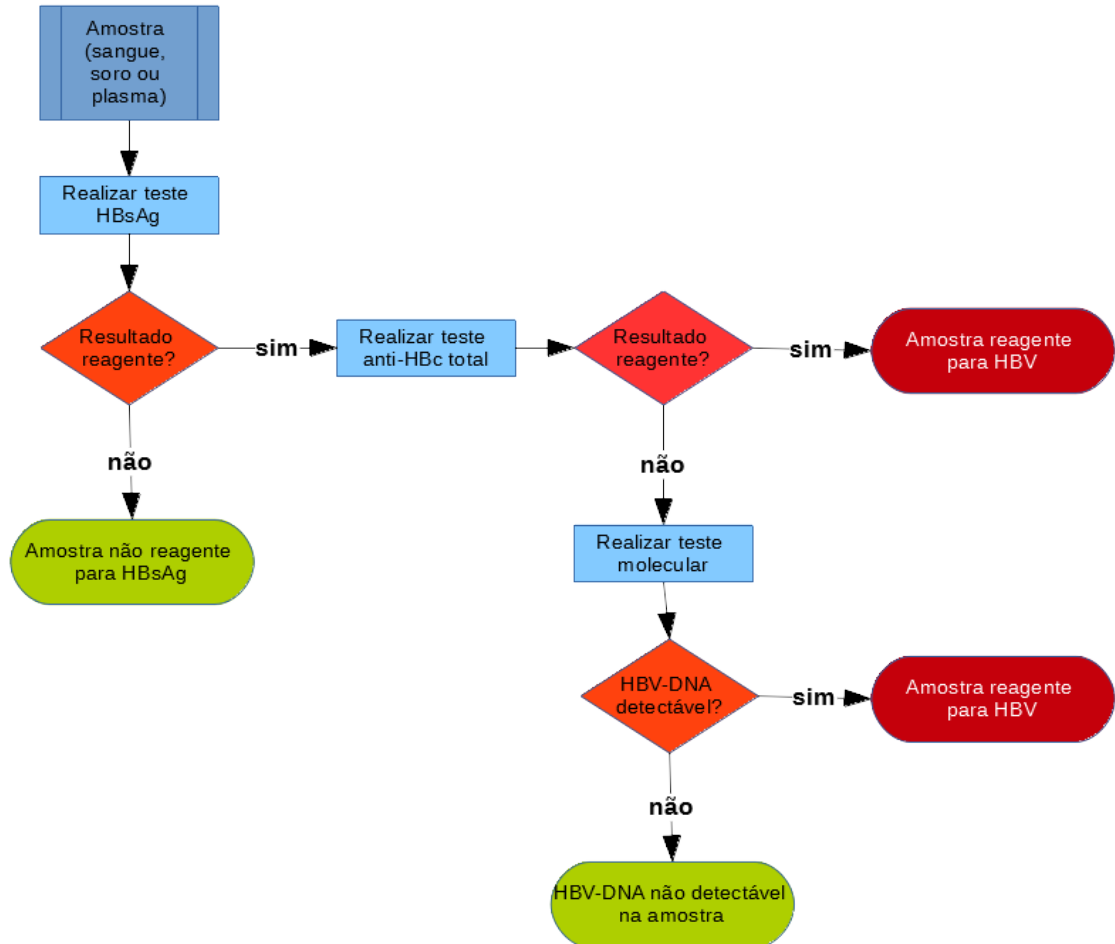 Amostra
(sangue,
soro ou
plasma)
Realizar teste
HBsAg
Resultado
reagente?
sim
Realizar teste
anti-HBc total
Resultado
reagente?
sim
Amostra reagente
para HBV
não
Amostra não reagente
para HBsAg
não
Realizar teste
molecular
HBV-DNA
detectável?
sim
Amostra reagente
para HBV
não
HBV-DNA não detectável
na amostra